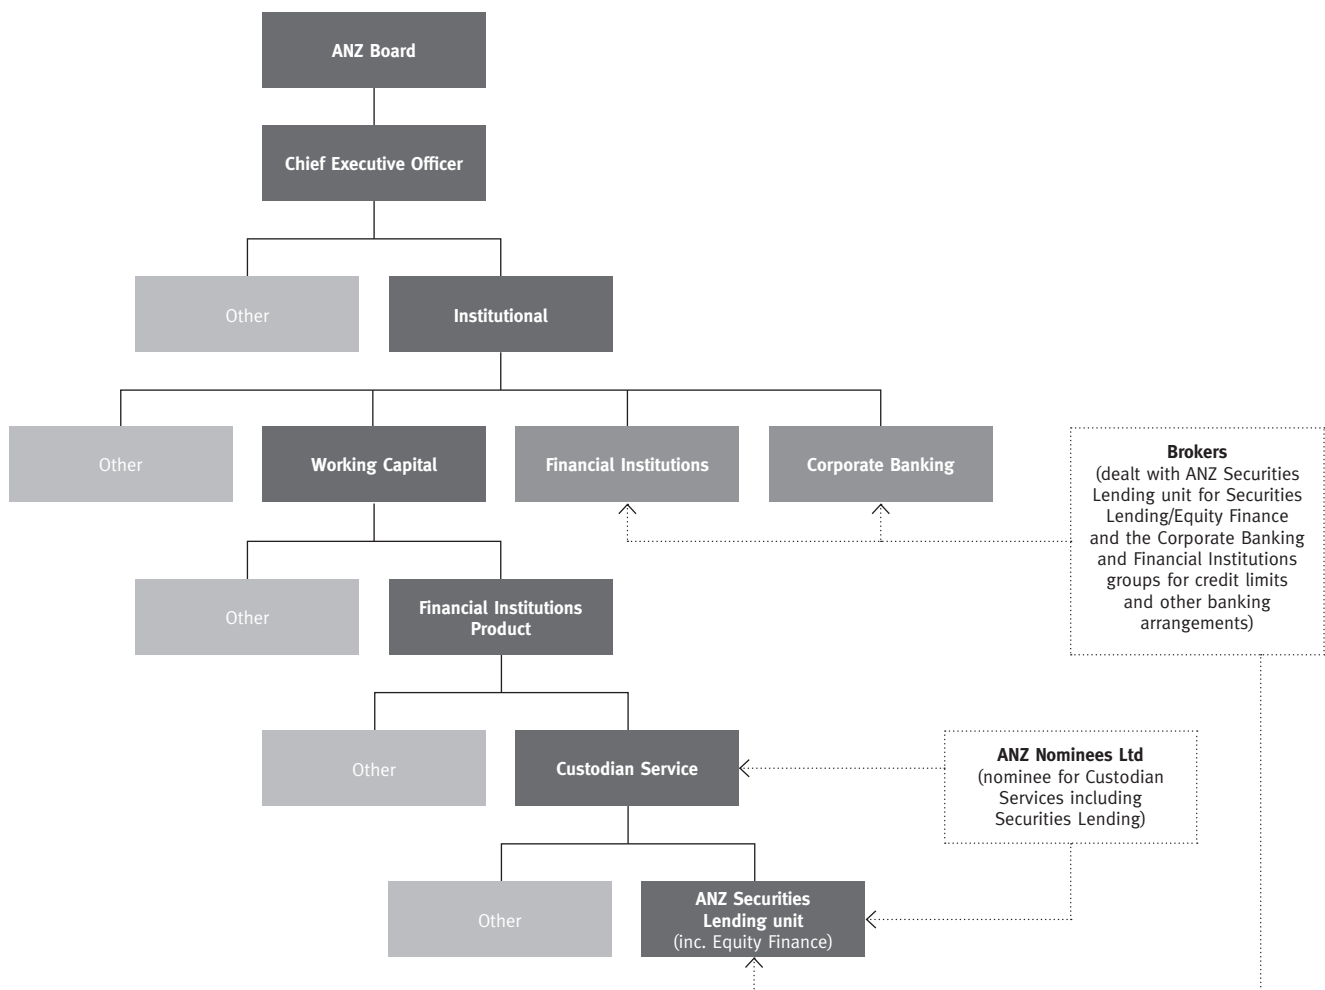 ANZ Board
Chief Executive Officer
Other
Institutional
Other
Working Capital
Financial Institutions
Corporate Banking
Brokers
(dealt with ANZ Securities
Lending unit for Securities
Lending/Equity Finance
and the Corporate Banking
and Financial Institutions
groups for credit limits
and other banking
arrangements)
Other
Financial Institutions
Product
Other
Custodian Service
ANZ Nominees Ltd
(nominee for Custodian
Services including
Securities Lending)
Other
ANZ Securities
Lending unit
(inc. Equity Finance)